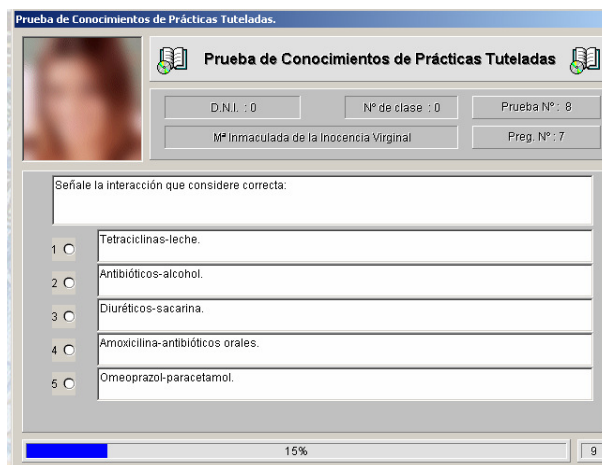 Prueba de Conocimientos de Prácticas Tuteladas.
Prueba de Conocimientos de Prácticas Tuteladas
D.N.I. : 0
Nº de clase : 0
Prueba Nº : 8
Mª Inmaculada de la Inocencia Virginal
Preg. Nº : 7
Señale la interacción que considere correcta:
1 Tetraciclinas-leche.
2 Antibióticos-alcohol.
3 Diuréticos-sacarina.
4 Amoxicilina-antibióticos orales.
5 Omeoprazol-paracetamol.
15%
9